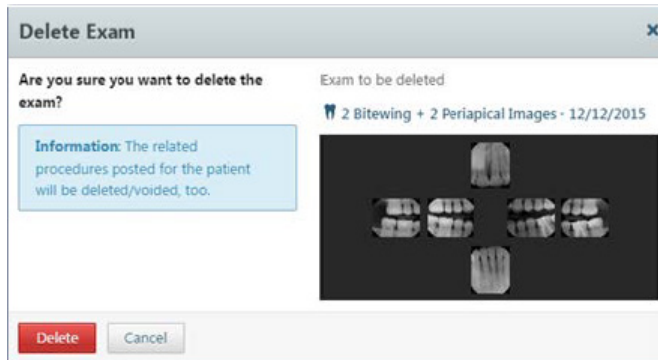 Delete Exam
Are you sure you want to delete the
exam?
Information: The related
procedures posted for the patient
will be deleted/voided, too.
Exam to be deleted
2 Bitewing + 2 Periapical Images - 12/12/2015
Delete
Cancel